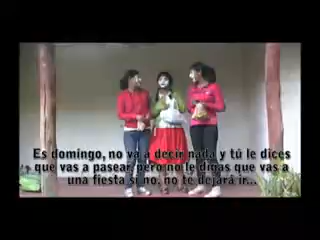 Es domingo, no va a decir nada y tú le dices
que vas a pasear, pero no le digas que vas a
una fiesta si no, no te dejará ir...